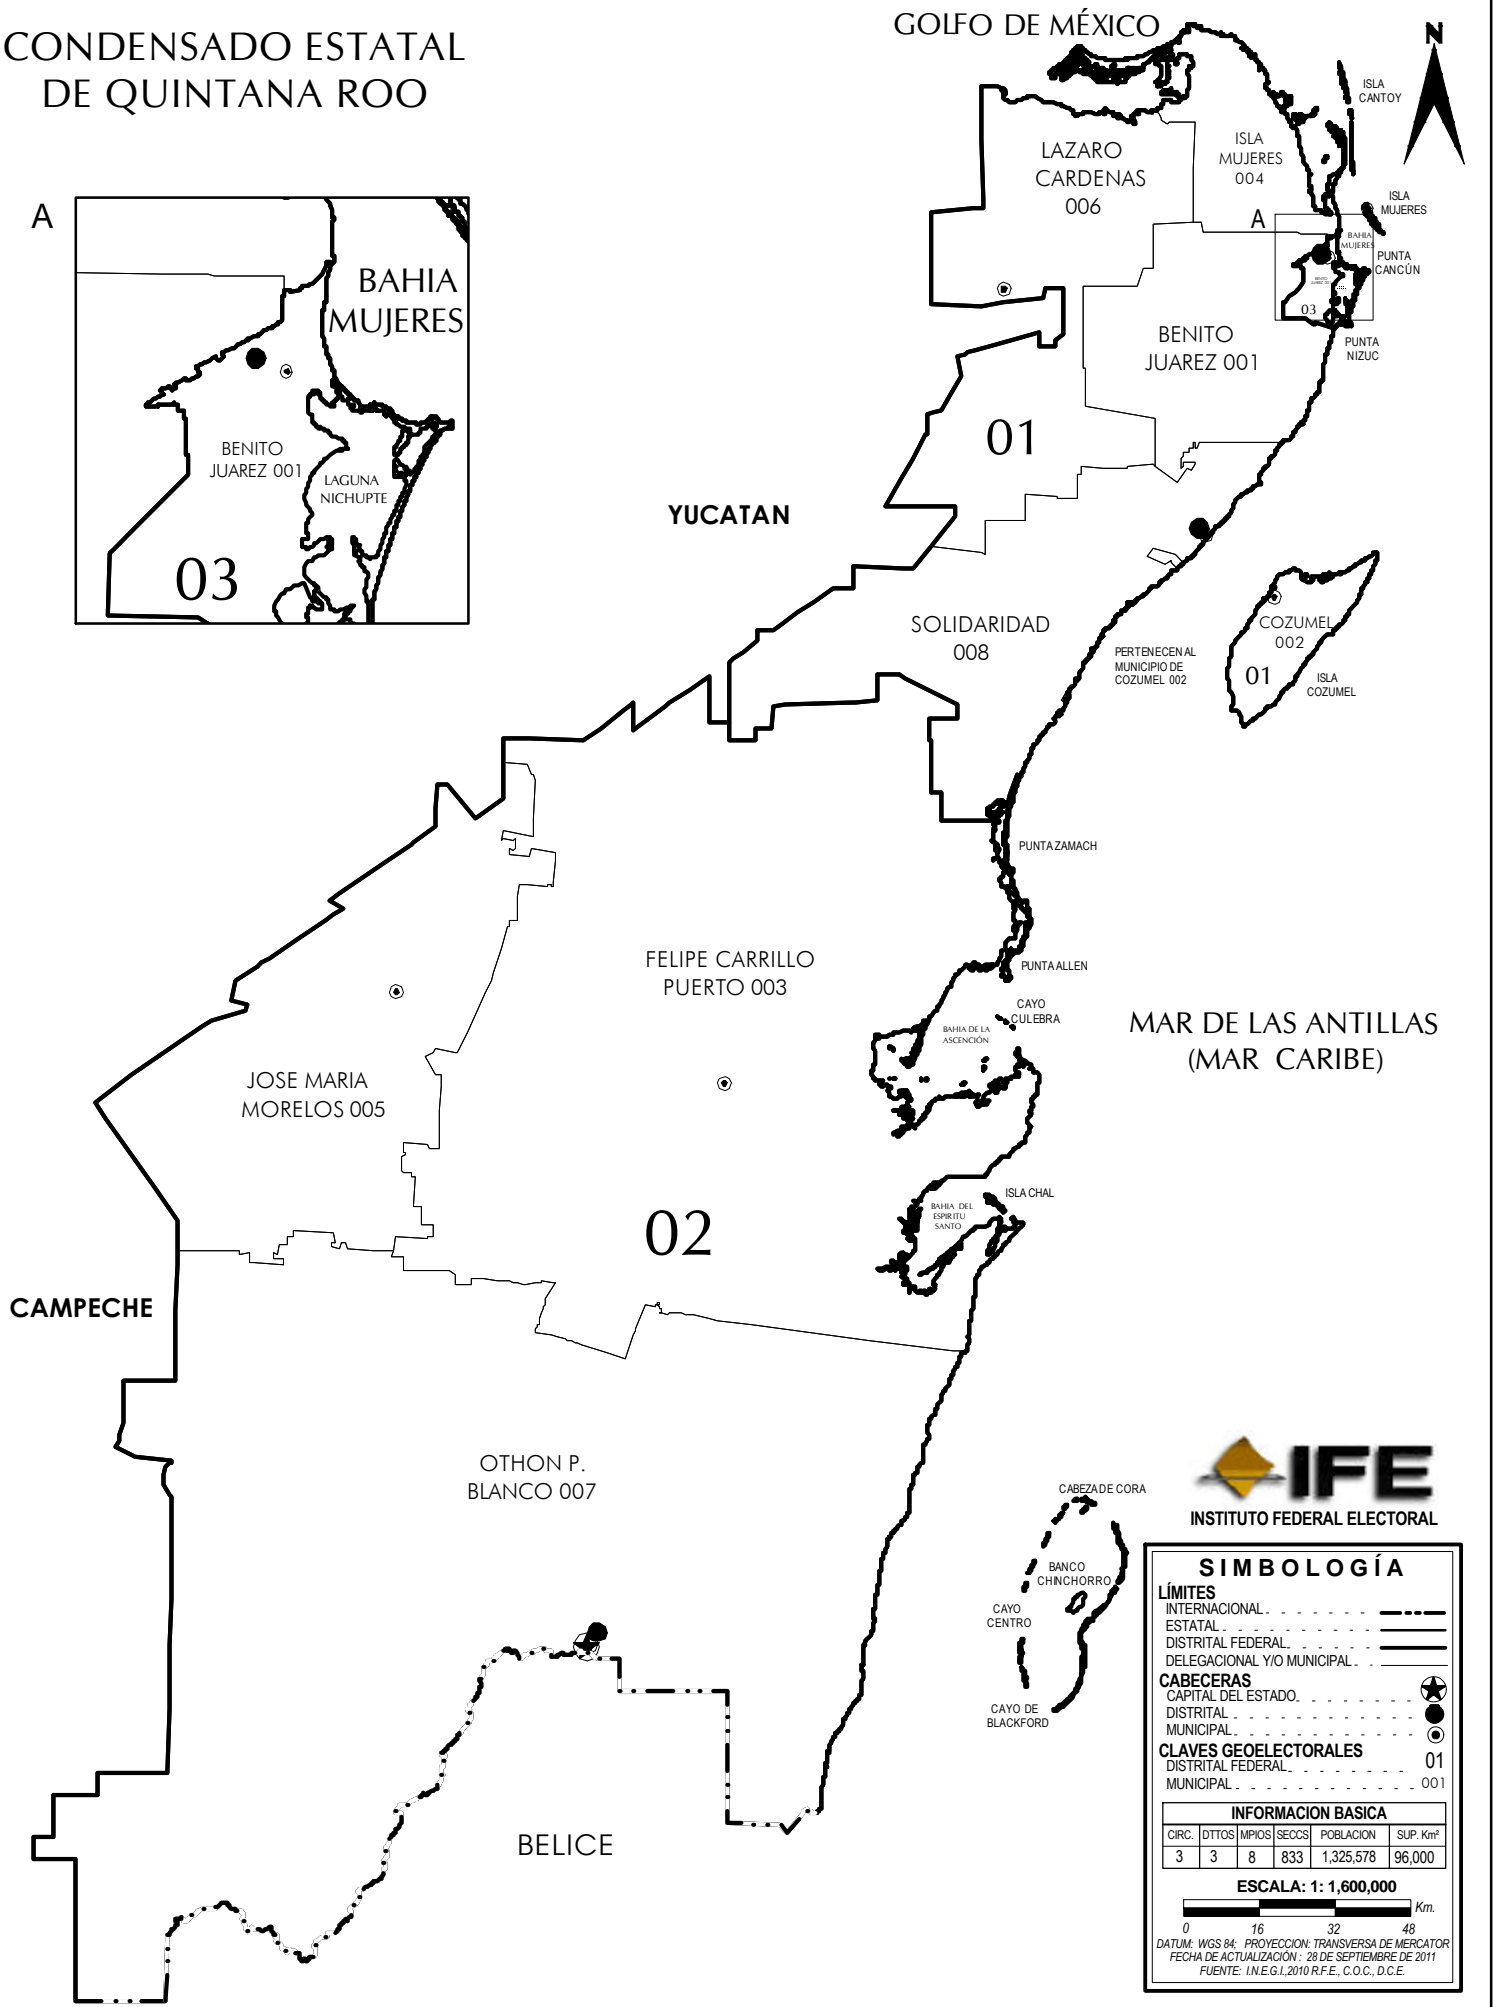 CONDENSADO ESTATAL
DE QUINTANA ROO
GOLFO DE MÉXICO
N
ISLA
CANTOY
LAZARO
CARDENAS
006
ISLA
MUJERES
004
ISLA
MUJERES
A
A
BAHIA
MUJERES
PUNTA
CANCÚN
03
PUNTA
NIZUC
BAHIA
MUJERES
BENITO
JUAREZ 001
LAGUNA
NICHUPTE
03
BENITO
JUAREZ 001
01
YUCATAN
SOLIDARIDAD
008
PERTENECEN AL
MUNICIPIO DE
COZUMEL 002
COZUMEL
002
01
ISLA
COZUMEL
PUNTA ZAMACH
FELIPE CARRILLO
PUERTO 003
PUNTA ALLEN
CAYO
CULEBRA
BAHIA DE LA
ASCENCIÓN
MAR DE LAS ANTILLAS
(MAR CARIBE)
JOSE MARIA
MORELOS 005
ISLA CHAL
BAHIA DEL
ESPIRITU
SANTO
02
CAMPECHE
OTHON P.
BLANCO 007
CABEZA DE CORA
BANCO
CHINCHORRO
CAYO
CENTRO
CAYO DE
BLACKFORD
BELICE
IFE
INSTITUTO FEDERAL ELECTORAL
SIMBOLOGÍA
LÍMITES
INTERNACIONAL
ESTATAL
DISTRITAL FEDERAL
DELEGACIONAL Y/O MUNICIPAL
CABECERAS
CAPITAL DEL ESTADO
DISTRITAL
MUNICIPAL
CLAVES GEOELECTORALES
DISTRITAL FEDERAL 01
MUNICIPAL 001
INFORMACION BASICA
CIRC. DTTOS MPIOS SECCS POBLACION SUP. Km²
3 3 8 833 1,325,578 96,000
ESCALA: 1: 1,600,000
Km.
0 16 32 48
DATUM: WGS 84; PROYECCION: TRANSVERSA DE MERCATOR
FECHA DE ACTUALIZACIÓN : 28 DE SEPTIEMBRE DE 2011
FUENTE: I.N.E.G.I.,2010 R.F.E., C.O.C., D.C.E.